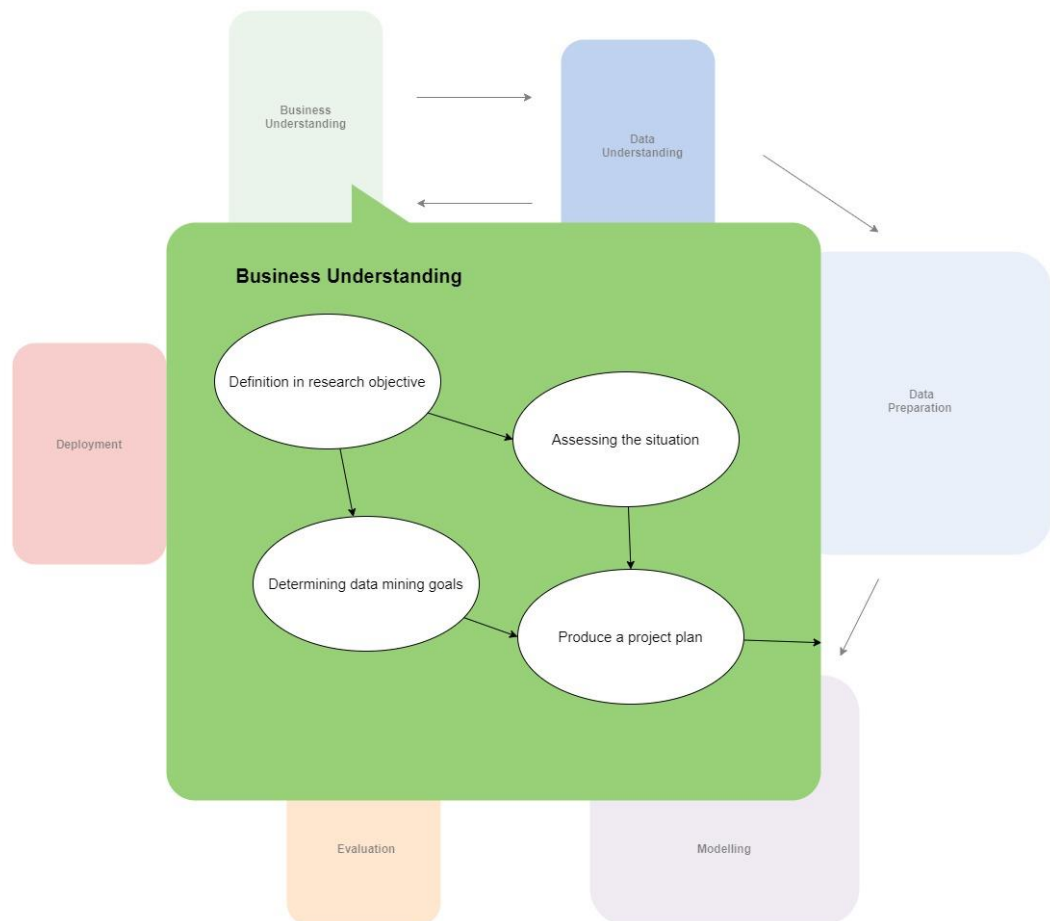 Business
Understanding
Data
Understanding
Business Understanding
Definition in research objective
Assessing the situation
Data
Preparation
Deployment
Determining data mining goals
Produce a project plan
Evaluation
Modelling